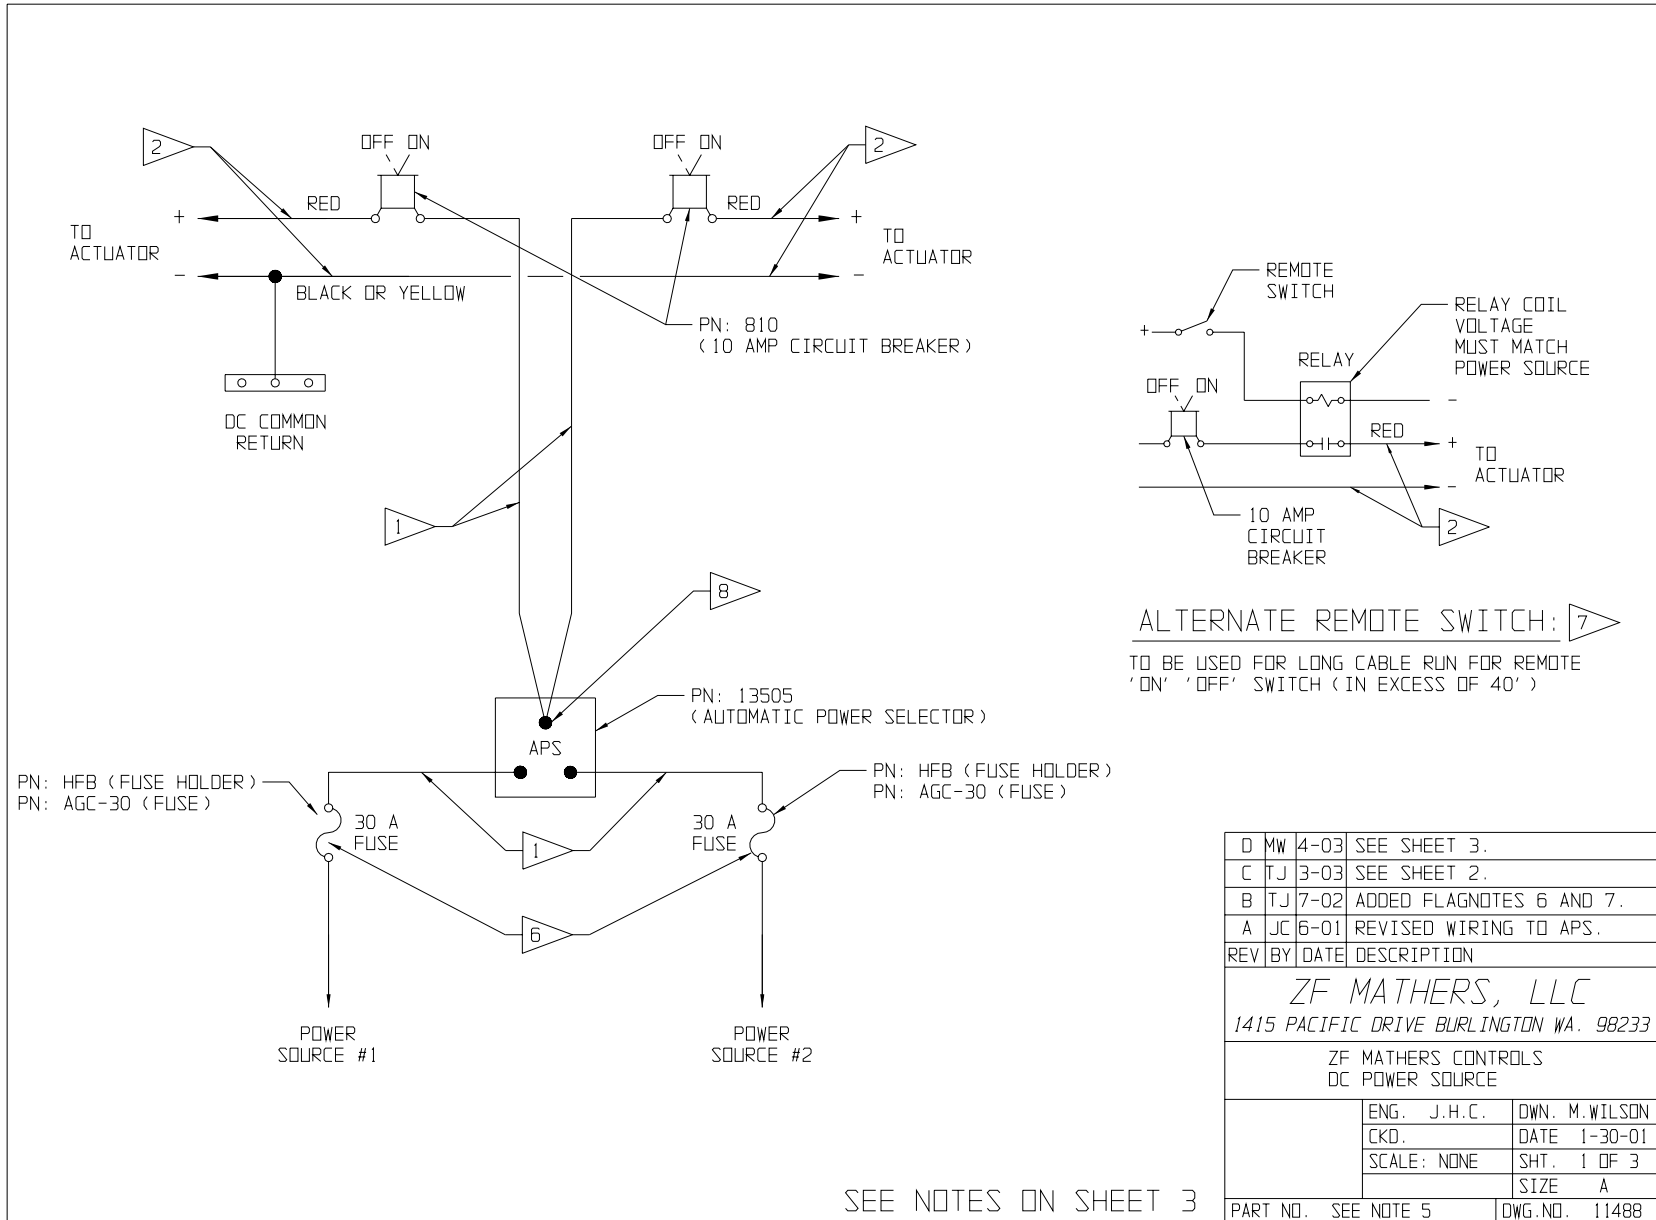 2
OFF ON
RED
+
TO
ACTUATOR
-
BLACK OR YELLOW
DC COMMON
RETURN
OFF ON
RED
2
+
TO
ACTUATOR
-
PN: 810
(10 AMP CIRCUIT BREAKER)
1
8
PN: 13505
(AUTOMATIC POWER SELECTOR)
APS
PN: HFB (FUSE HOLDER)
PN: AGC-30 (FUSE)
30 A
FUSE
1
30 A
FUSE
PN: HFB (FUSE HOLDER)
PN: AGC-30 (FUSE)
6
POWER
SOURCE #1
POWER
SOURCE #2
REMOTE
SWITCH
+
RELAY COIL
VOLTAGE
MUST MATCH
POWER SOURCE
RELAY
OFF ON
-
RED
+
TO
ACTUATOR
-
10 AMP
CIRCUIT
BREAKER
2
ALTERNATE REMOTE SWITCH: 7
TO BE USED FOR LONG CABLE RUN FOR REMOTE
'ON' 'OFF' SWITCH (IN EXCESS OF 40')
D MW 4-03 SEE SHEET 3.
C TJ 3-03 SEE SHEET 2.
B TJ 7-02 ADDED FLAGNOTES 6 AND 7.
A JC 6-01 REVISED WIRING TO APS.
REV BY DATE DESCRIPTION
ZF MATHERS, LLC
1415 PACIFIC DRIVE BURLINGTON WA. 98233
ZF MATHERS CONTROLS
DC POWER SOURCE
ENG. J.H.C. DWN. M.WILSON
CKD. DATE 1-30-01
SCALE: NONE SHT. 1 OF 3
SIZE A
PART NO. SEE NOTE 5 DWG.NO. 11488
SEE NOTES ON SHEET 3